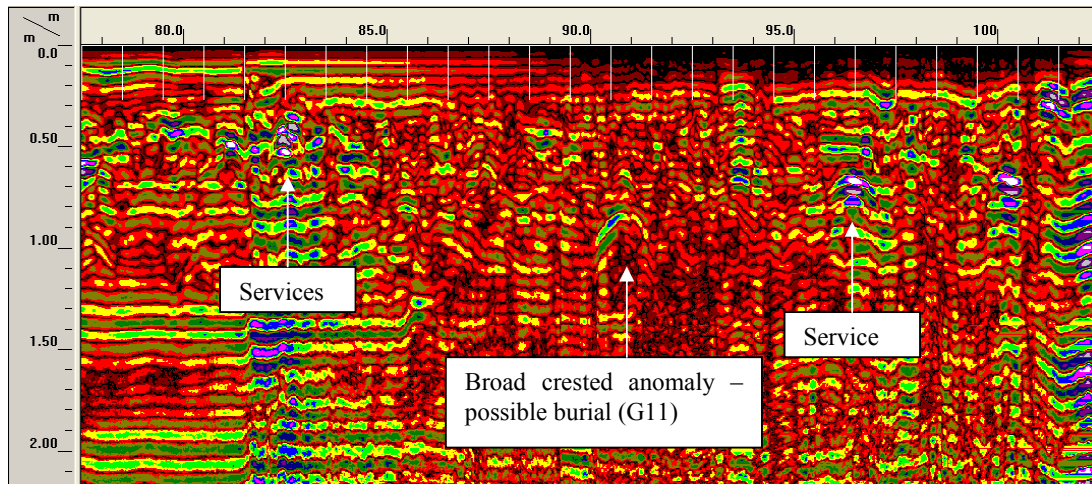 m
m
80.0 85.0 90.0 95.0 100
0.0
0.50
1.00
1.50
2.00
Services
Service
Broad crested anomaly –
possible burial (G11)